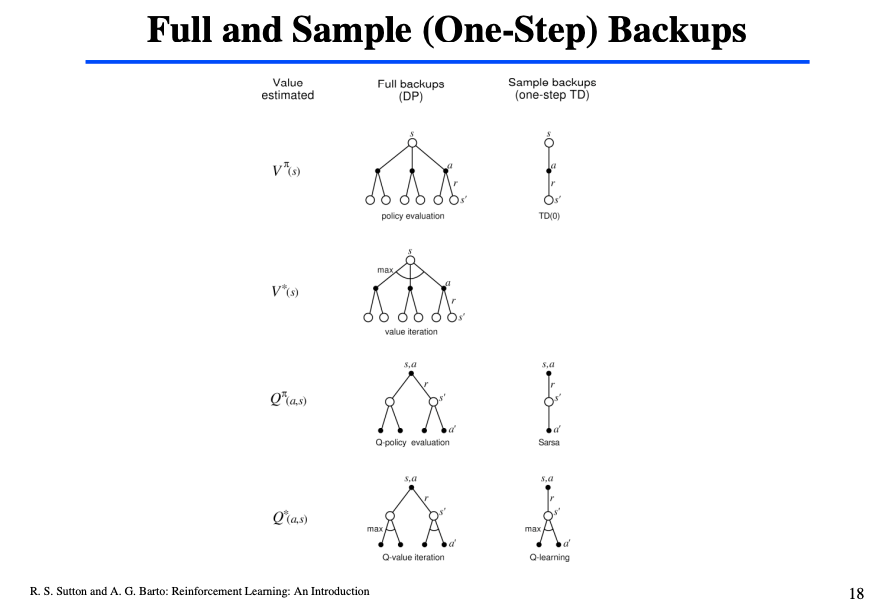 Full and Sample (One-Step) Backups
Value estimated
Full backups (DP)
Sample backups (one-step TD)
V^π(s)
s
a
r
s'
policy evaluation
s
a
r
s'
TD(0)
V*(s)
s
max
a
r
s'
value iteration
Q^π(a,s)
s,a
r
s'
a'
Q-policy evaluation
s,a
r
s'
a'
Sarsa
Q*(a,s)
s,a
r
s'
max
a'
Q-value iteration
s,a
r
s'
max
a'
Q-learning
R. S. Sutton and A. G. Barto: Reinforcement Learning: An Introduction
18